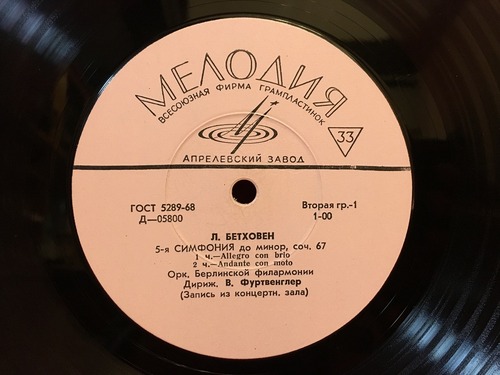 МЕЛОДИЯ
ВСЕСОЮЗНАЯ ФИРМА ГРАМПЛАСТИНОК
33
АПРЕЛЕВСКИЙ ЗАВОД
ГОСТ 5289-68 Вторая гр.-1
Д—05800 1-00
Л. БЕТХОВЕН
5-я СИМФОНИЯ до минор, соч. 67
1 ч.—Allegro con brio
2 ч.—Andante con moto
Орк. Берлинской филармонии
Дириж. В. Фуртвенглер
(Запись из концертн. зала)